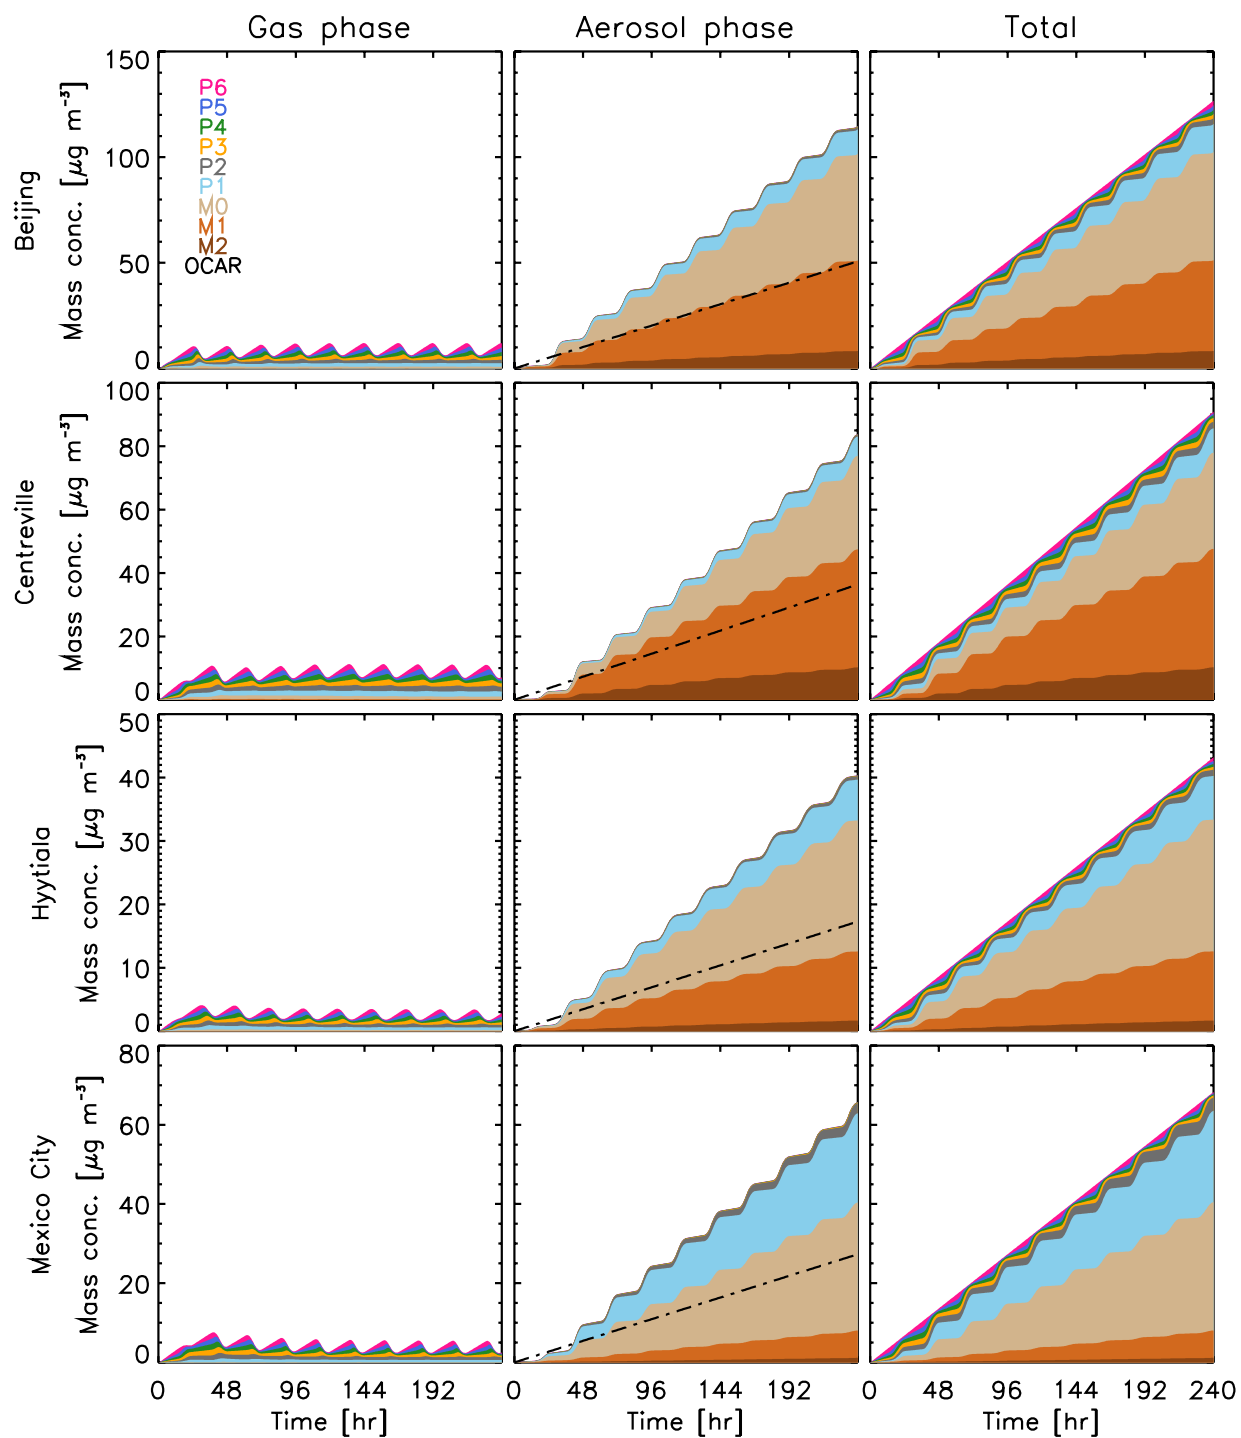 Gas phase
Aerosol phase
Total
Beijing
Mass conc. [μg m⁻³]
150
100
50
0
P6
P5
P4
P3
P2
P1
M0
M1
M2
OCAR
Centreville
Mass conc. [μg m⁻³]
100
80
60
40
20
0
Hyytiala
Mass conc. [μg m⁻³]
50
40
30
20
10
0
Mexico City
Mass conc. [μg m⁻³]
80
60
40
20
0
0 48 96 144 192
0 48 96 144 192
0 48 96 144 192 240
Time [hr]
Time [hr]
Time [hr]